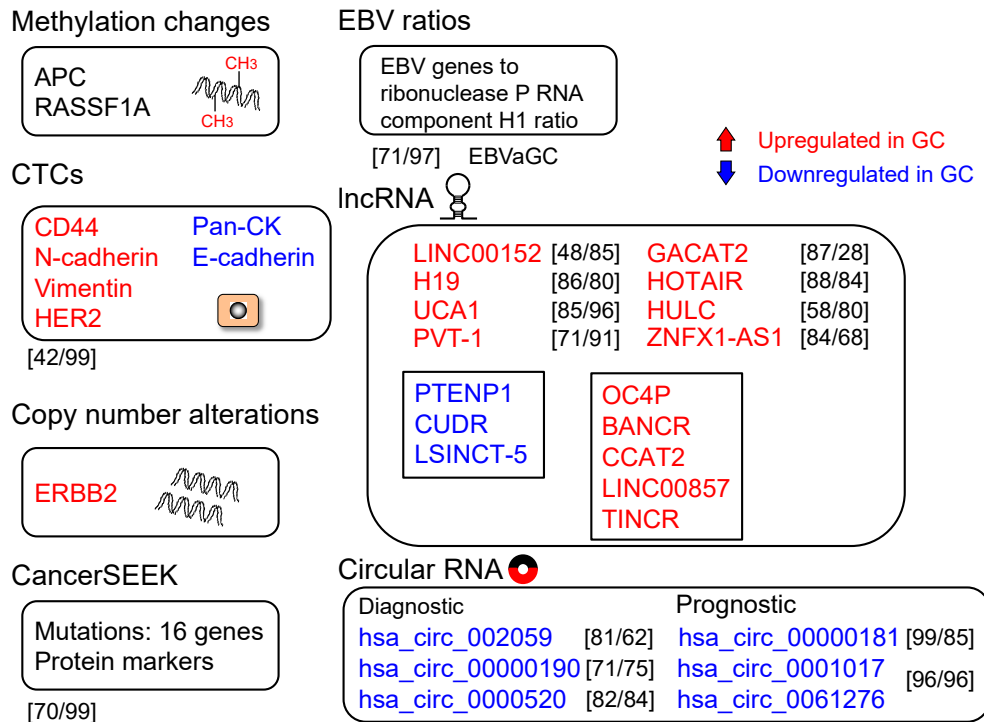 Methylation changes
APC
RASSF1A
CH3
CH3
CTCs
CD44
N-cadherin
Vimentin
HER2
Pan-CK
E-cadherin
[42/99]
Copy number alterations
ERBB2
CancerSEEK
Mutations: 16 genes
Protein markers
[70/99]
EBV ratios
EBV genes to
ribonuclease P RNA
component H1 ratio
[71/97] EBVaGC
Upregulated in GC
Downregulated in GC
lncRNA
LINC00152 [48/85]
H19 [86/80]
UCA1 [85/96]
PVT-1 [71/91]
GACAT2 [87/28]
HOTAIR [88/84]
HULC [58/80]
ZNFX1-AS1 [84/68]
PTENP1
CUDR
LSINCT-5
OC4P
BANCR
CCAT2
LINC00857
TINCR
Circular RNA
Diagnostic
hsa_circ_002059 [81/62]
hsa_circ_00000190 [71/75]
hsa_circ_0000520 [82/84]
Prognostic
hsa_circ_00000181 [99/85]
hsa_circ_0001017
hsa_circ_0061276
[96/96]